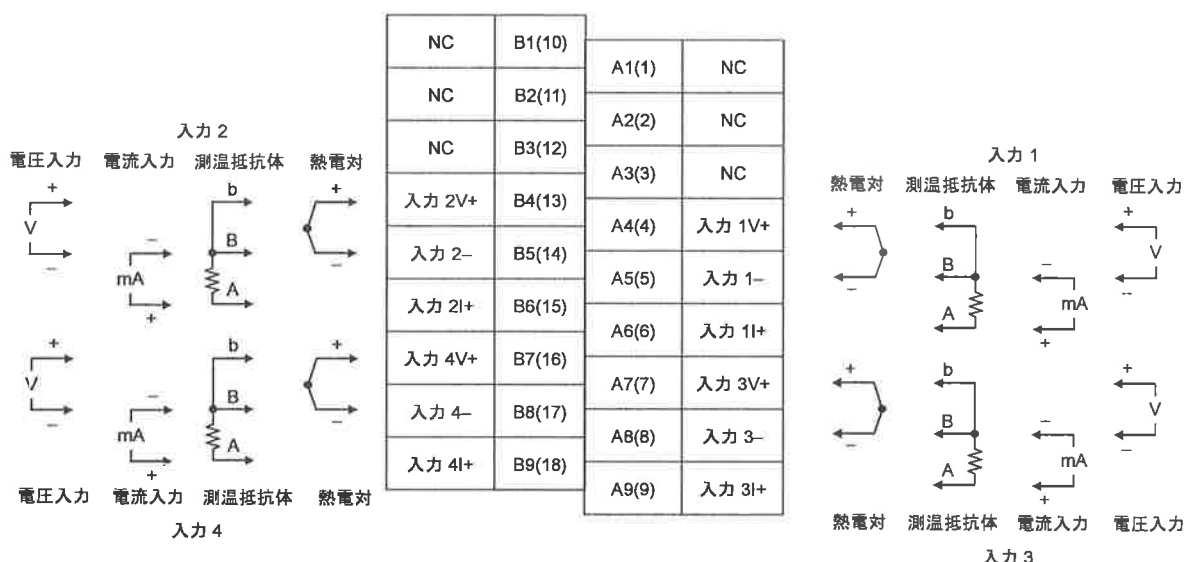 入力 2
電圧入力 電流入力 測温抵抗体 熱電対
+ b +
V B
− − −
mA A
+
+ b +
V B
− − −
mA A
+
電圧入力 電流入力 測温抵抗体 熱電対
入力 4
NC B1(10)
NC B2(11)
NC B3(12)
入力 2V+ B4(13)
入力 2− B5(14)
入力 2I+ B6(15)
入力 4V+ B7(16)
入力 4− B8(17)
入力 4I+ B9(18)
A1(1) NC
A2(2) NC
A3(3) NC
A4(4) 入力 1V+
A5(5) 入力 1−
A6(6) 入力 1I+
A7(7) 入力 3V+
A8(8) 入力 3−
A9(9) 入力 3I+
入力 1
熱電対 測温抵抗体 電流入力 電圧入力
+ b +
B V
− − −
A mA
+
+ b +
B V
− − −
A mA
+
熱電対 測温抵抗体 電流入力 電圧入力
入力 3